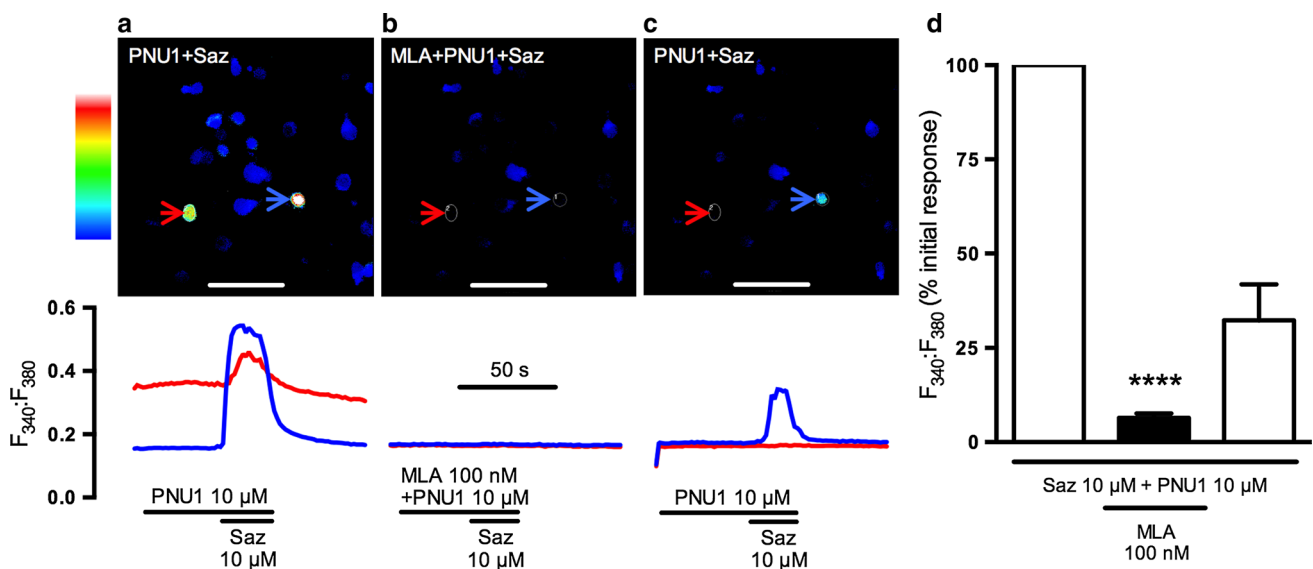 a
b
c
d
PNU1+Saz
MLA+PNU1+Saz
PNU1+Saz
0.6
0.4
0.2
0.0
F340:F380
50 s
PNU1 10 µM
Saz
10 µM
MLA 100 nM
+PNU1 10 µM
Saz
10 µM
PNU1 10 µM
Saz
10 µM
F340:F380 (% initial response)
100
75
50
25
0
****
Saz 10 µM + PNU1 10 µM
MLA
100 nM